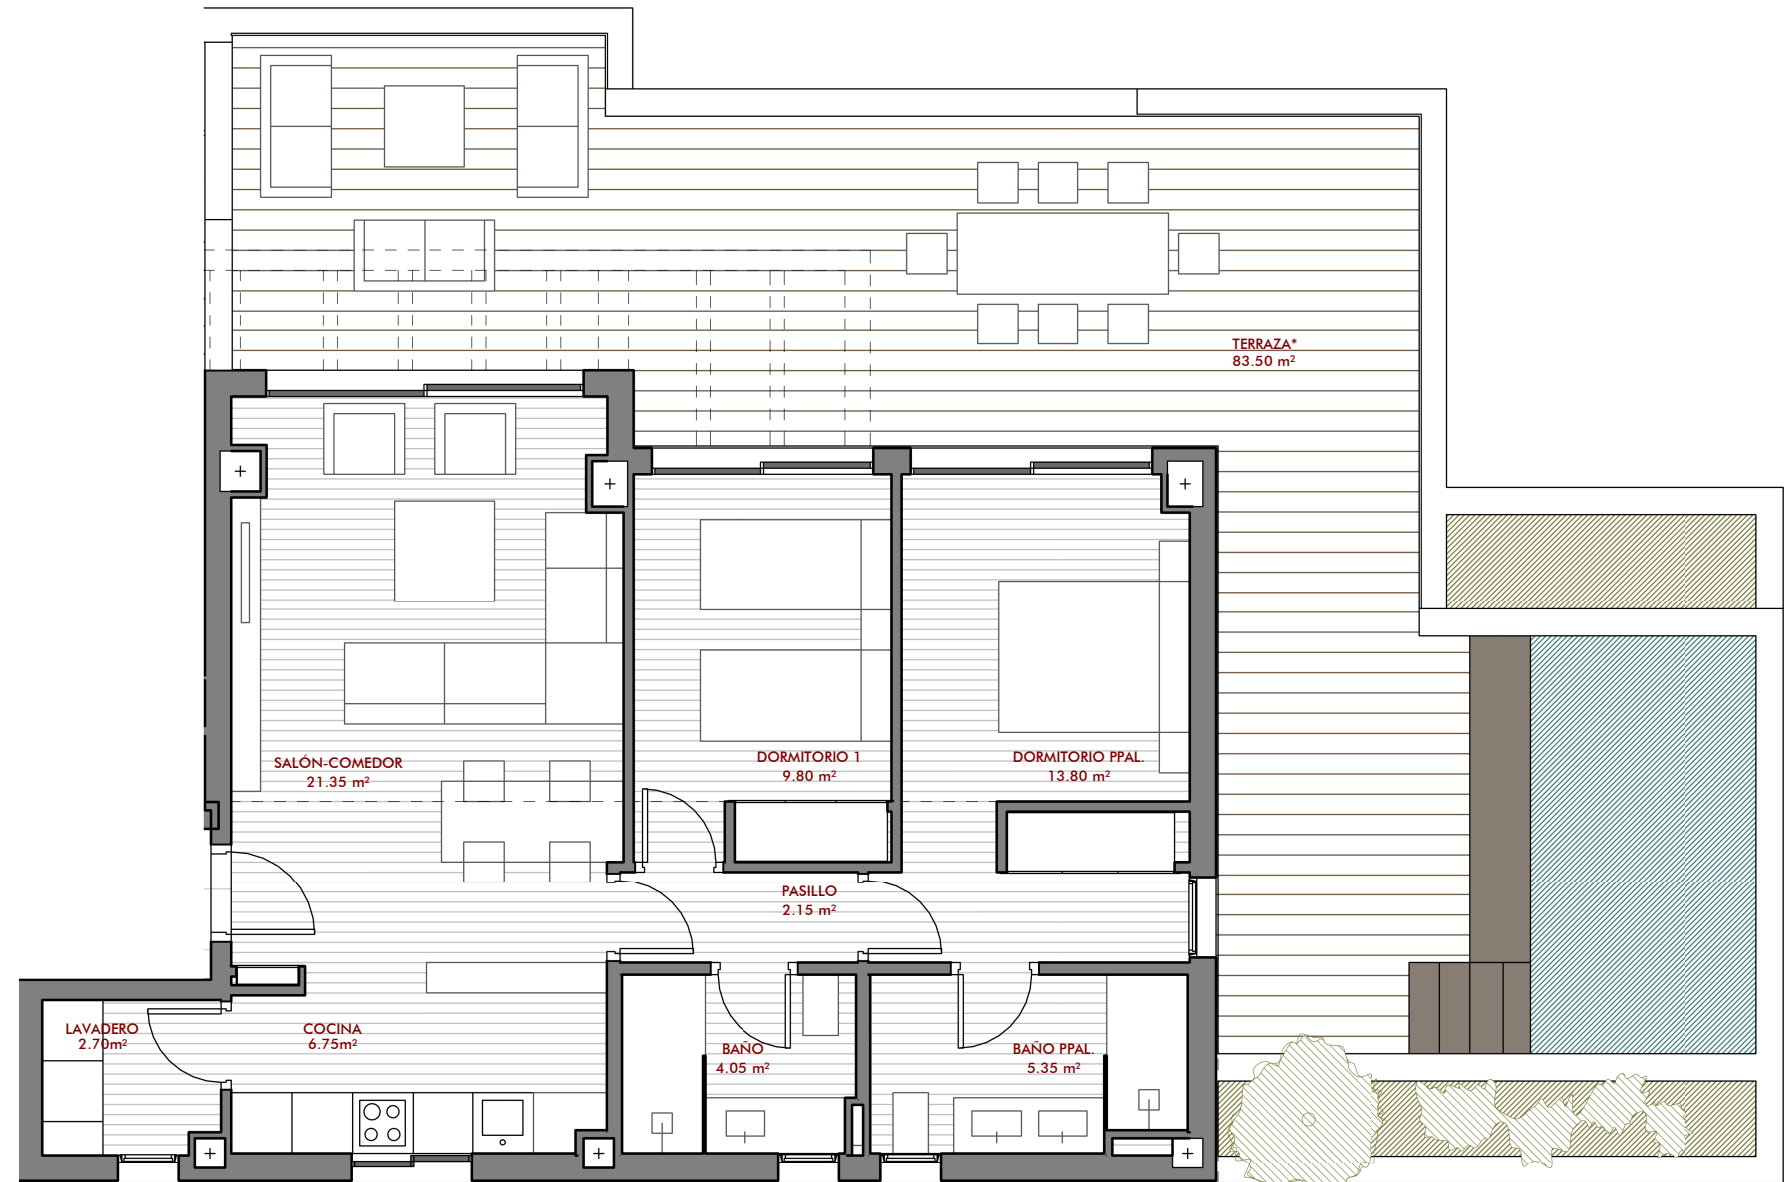 TERRAZA*
83.50 m²
SALÓN-COMEDOR
21.35 m²
DORMITORIO 1
9.80 m²
DORMITORIO PPAL.
13.80 m²
PASILLO
2.15 m²
LAVADERO
2.70m²
COCINA
6.75m²
BAÑO
4.05 m²
BAÑO PPAL.
5.35 m²